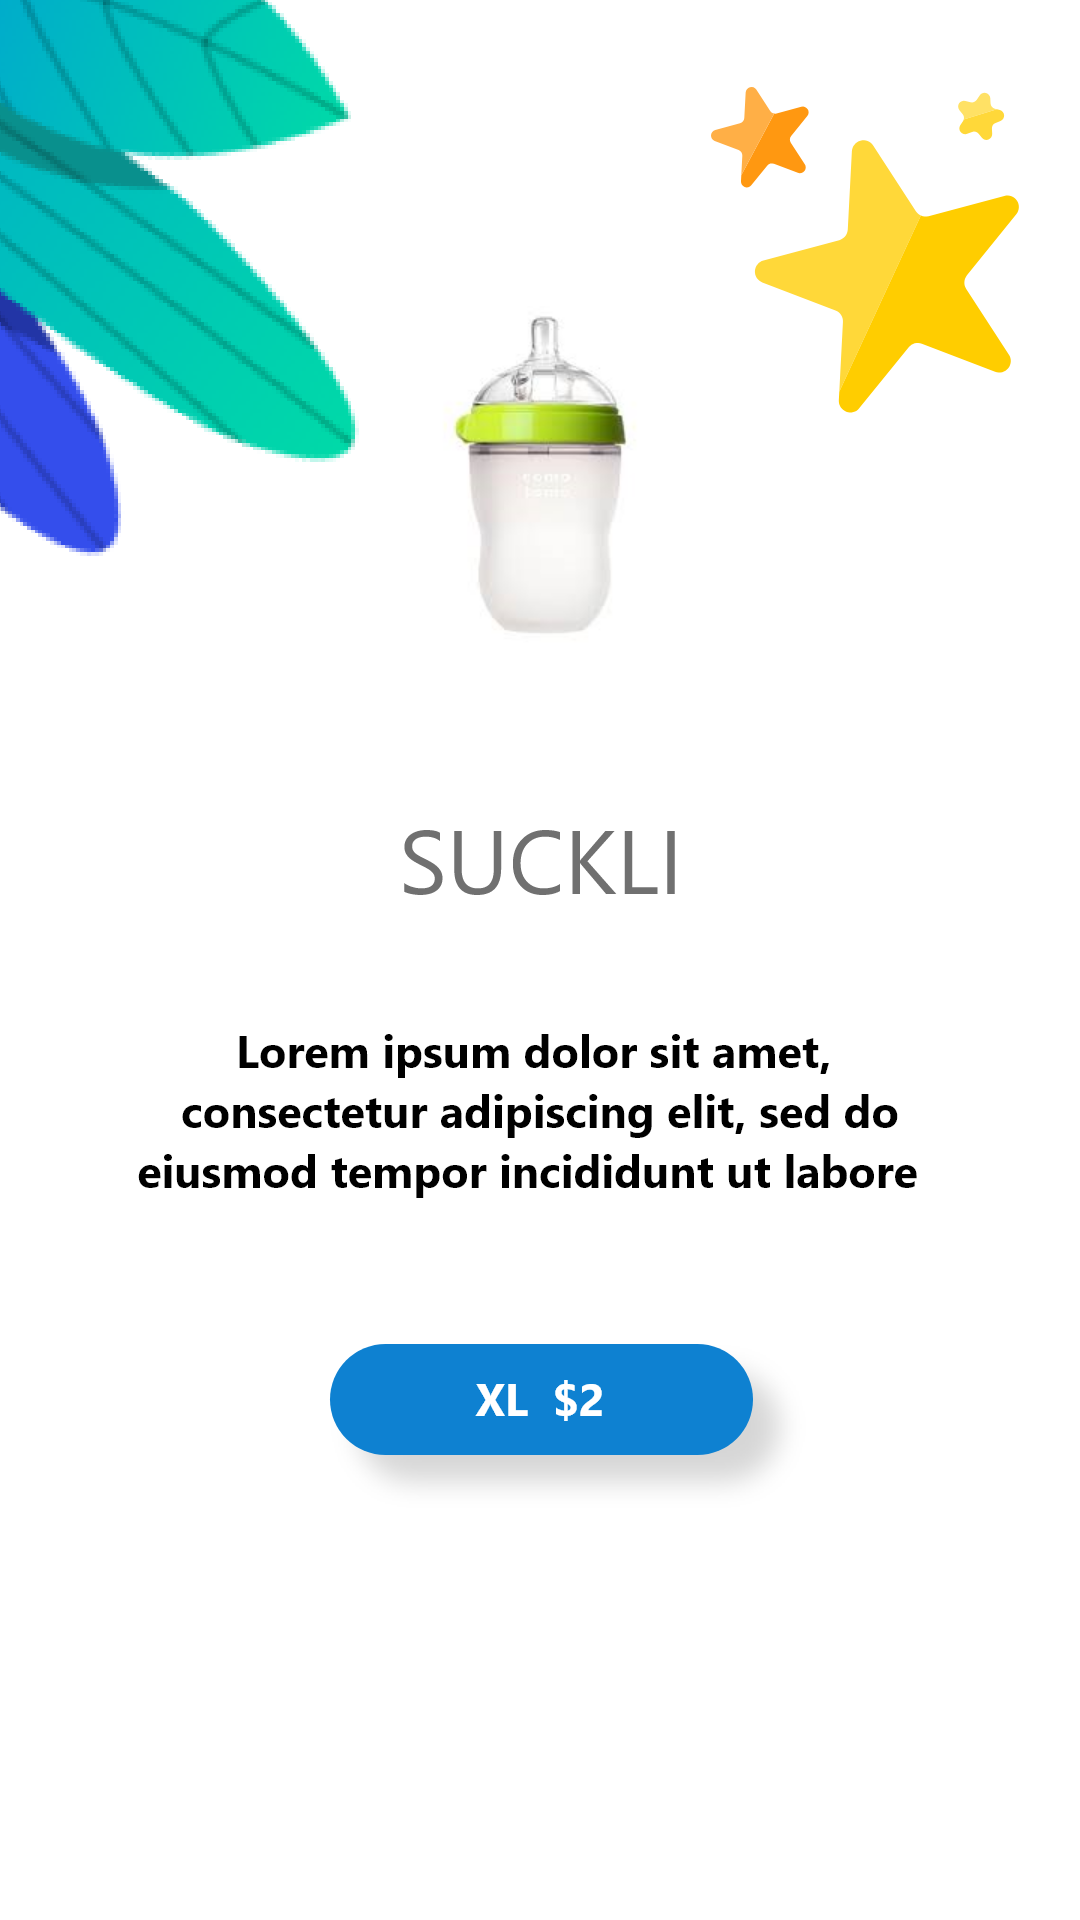 SUCKLI
Lorem ipsum dolor sit amet,
consectetur adipiscing elit, sed do
eiusmod tempor incididunt ut labore
XL $2